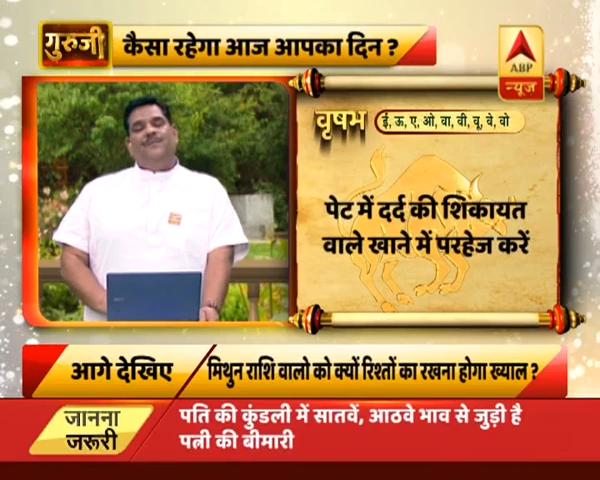 गुरुजी
कैसा रहेगा आज आपका दिन ?
ABP
न्यूज़
वृषभ
ई, ऊ, ए, ओ, वा, वी, वू, वे, वो
पेट में दर्द की शिकायत
वाले खाने में परहेज करें
आगे देखिए
मिथुन राशि वालो को क्यों रिश्तों का रखना होगा ख्याल ?
जानना
जरूरी
पति की कुंडली में सातवें, आठवे भाव से जुड़ी है
पत्नी की बीमारी